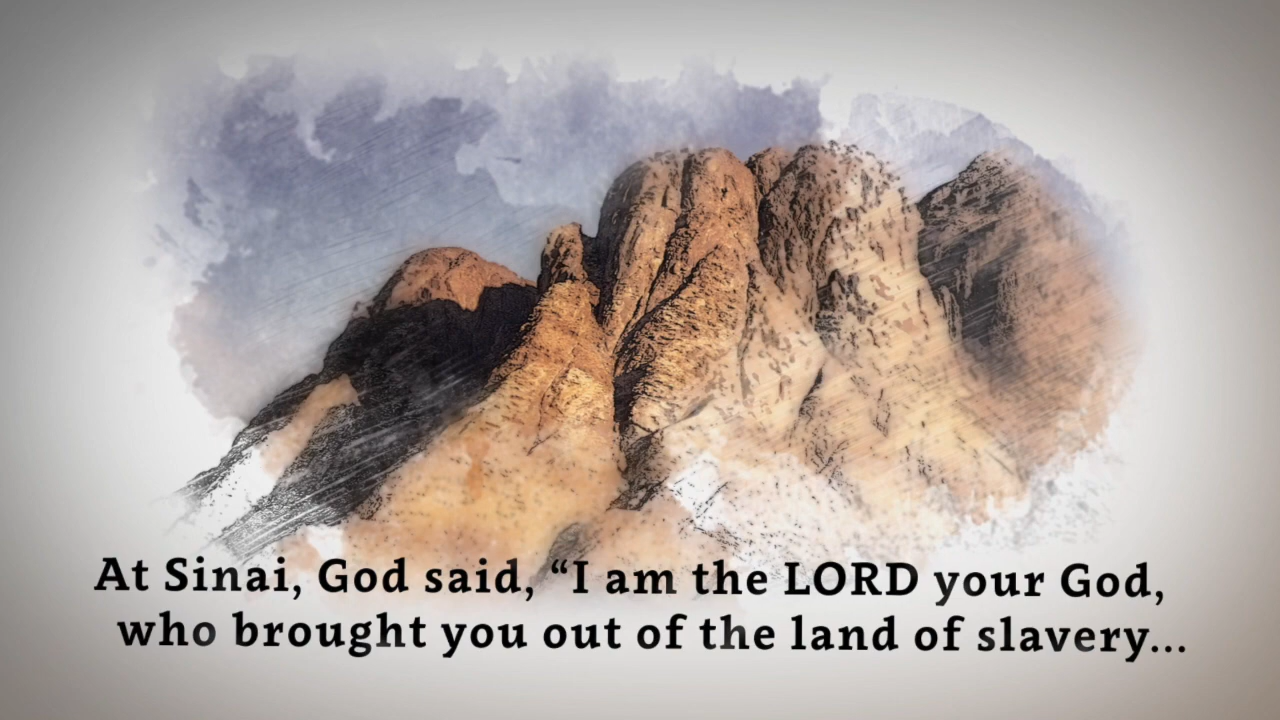 At Sinai, God said, “I am the LORD your God,
who brought you out of the land of slavery...